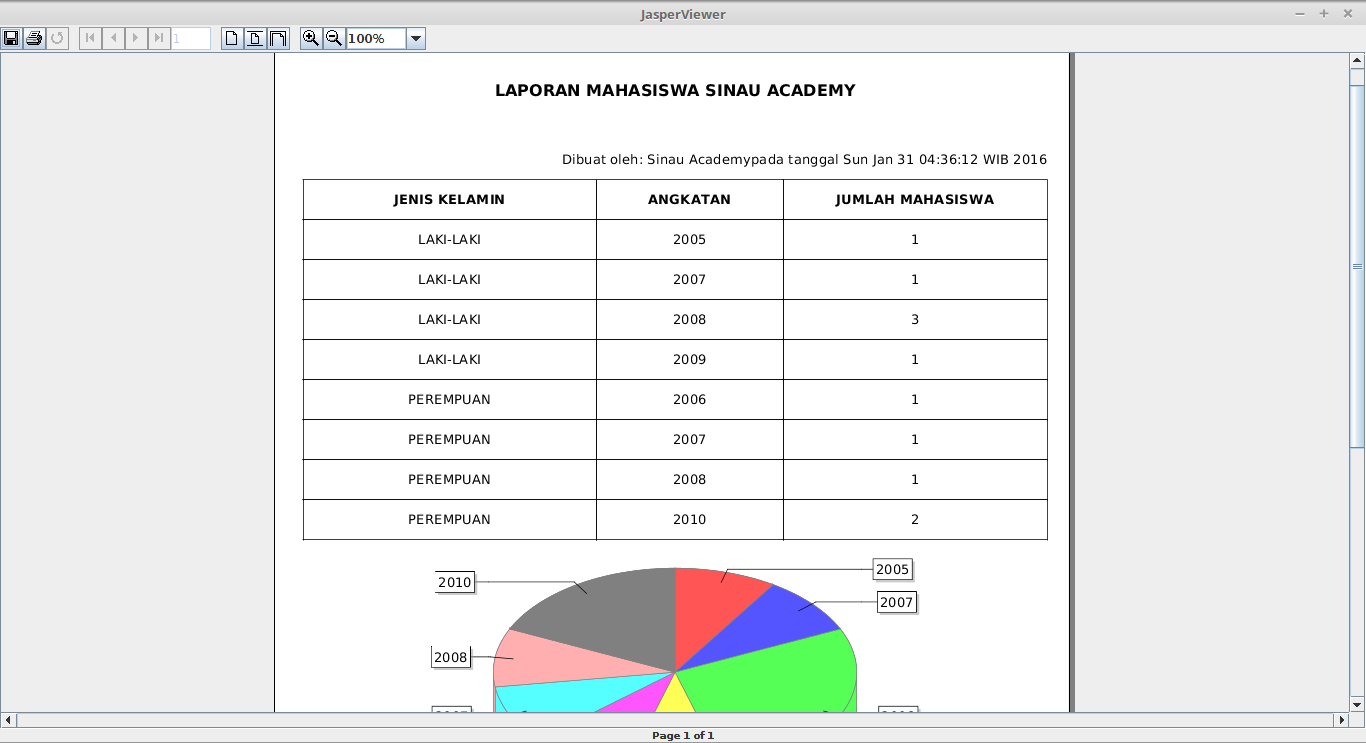 JasperViewer
1
100%
LAPORAN MAHASISWA SINAU ACADEMY
Dibuat oleh: Sinau Academypada tanggal Sun Jan 31 04:36:12 WIB 2016
JENIS KELAMIN ANGKATAN JUMLAH MAHASISWA
LAKI-LAKI 2005 1
LAKI-LAKI 2007 1
LAKI-LAKI 2008 3
LAKI-LAKI 2009 1
PEREMPUAN 2006 1
PEREMPUAN 2007 1
PEREMPUAN 2008 1
PEREMPUAN 2010 2
2005
2010
2007
2008
Page 1 of 1